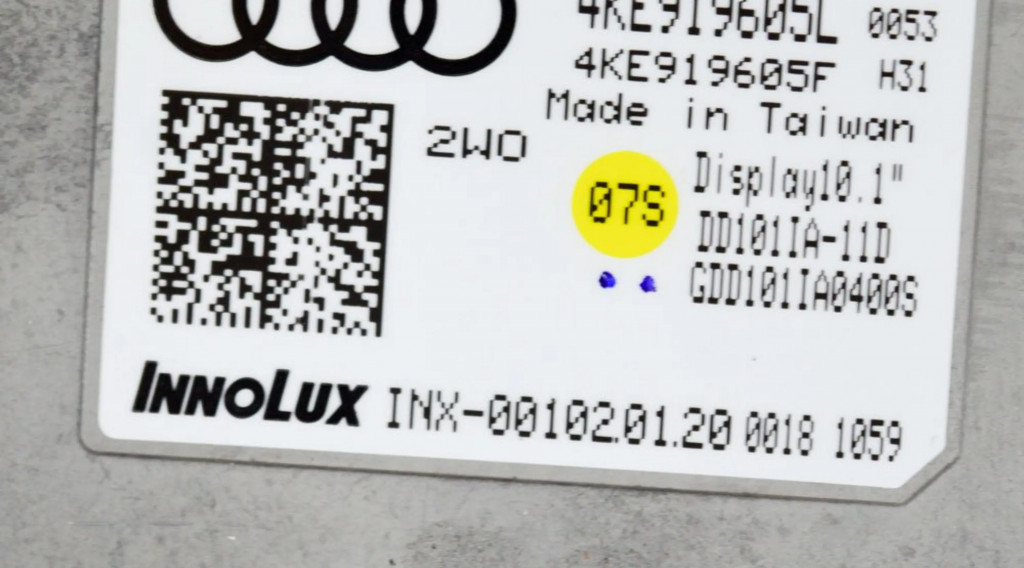 4KE919605L 0053
4KE919605F H31
Made in Taiwan
2WO
07S
Display10.1"
DD101IA-11D
GDD101IA0400S
INNOLUX INX-00102.01.20 0018 1059